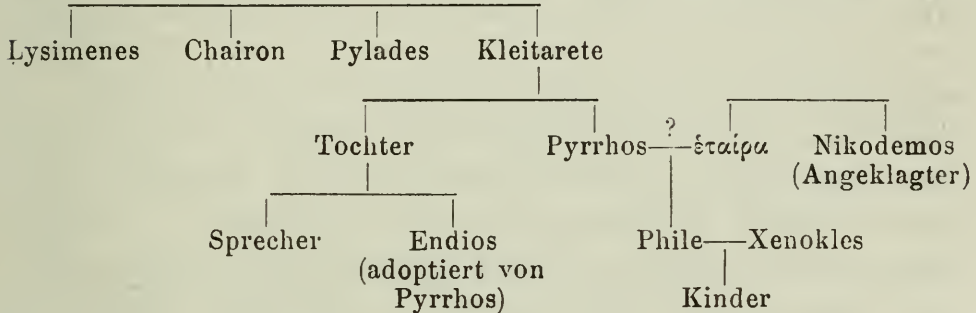 Lysimenes Chairon Pylades Kleitarete
?
Tochter Pyrrhos ἑταίρα Nikodemos
(Angeklagter)
Sprecher Endios Phile Xenokles
(adoptiert von
Pyrrhos) Kinder